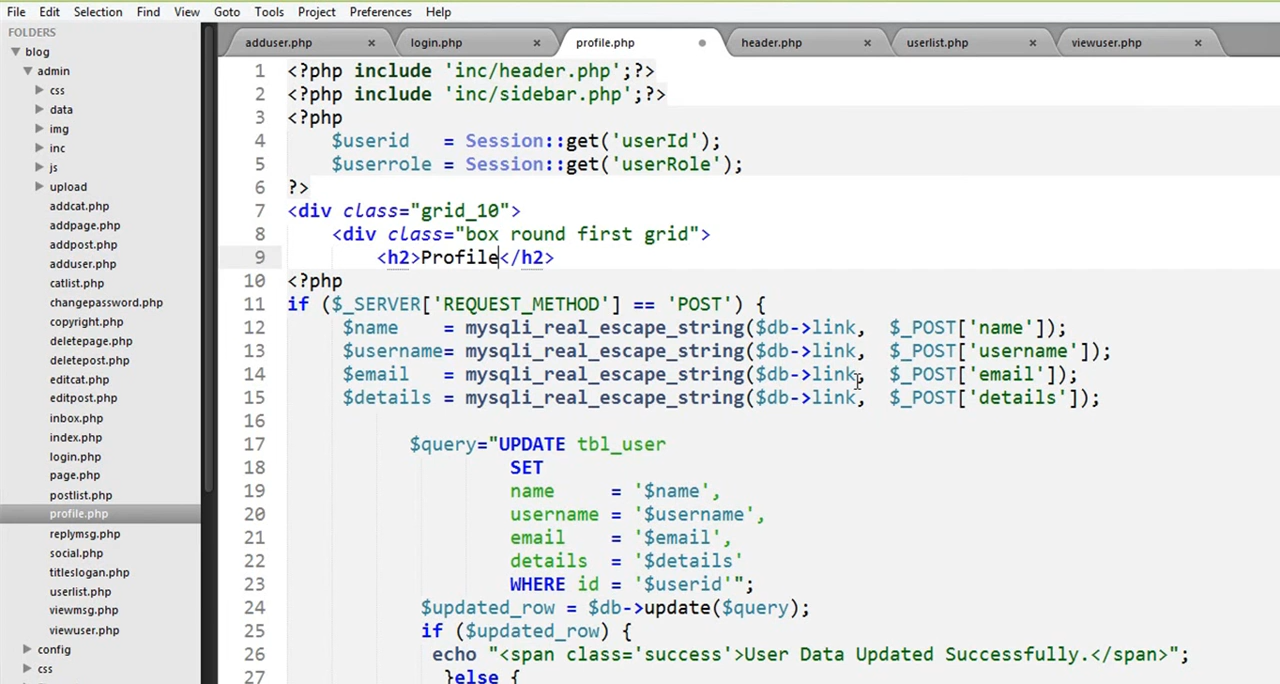 File Edit Selection Find View Goto Tools Project Preferences Help
FOLDERS
blog
admin
css
data
img
inc
js
upload
addcat.php
addpage.php
addpost.php
adduser.php
catlist.php
changepassword.php
copyright.php
deletepage.php
deletepost.php
editcat.php
editpost.php
inbox.php
index.php
login.php
page.php
postlist.php
profile.php
replymsg.php
social.php
titleslogan.php
userlist.php
viewmsg.php
viewuser.php
config
css
adduser.php × login.php × profile.php header.php × userlist.php × viewuser.php ×
1 <?php include 'inc/header.php';?>
2 <?php include 'inc/sidebar.php';?>
3 <?php
4 $userid = Session::get('userId');
5 $userrole = Session::get('userRole');
6 ?>
7 <div class="grid_10">
8 <div class="box round first grid">
9 <h2>Profile</h2>
10 <?php
11 if ($_SERVER['REQUEST_METHOD'] == 'POST') {
12 $name = mysqli_real_escape_string($db->link, $_POST['name']);
13 $username= mysqli_real_escape_string($db->link, $_POST['username']);
14 $email = mysqli_real_escape_string($db->link, $_POST['email']);
15 $details = mysqli_real_escape_string($db->link, $_POST['details']);
16
17 $query="UPDATE tbl_user
18 SET
19 name = '$name',
20 username = '$username',
21 email = '$email',
22 details = '$details'
23 WHERE id = '$userid'";
24 $updated_row = $db->update($query);
25 if ($updated_row) {
26 echo "<span class='success'>User Data Updated Successfully.</span>";
27 }else {